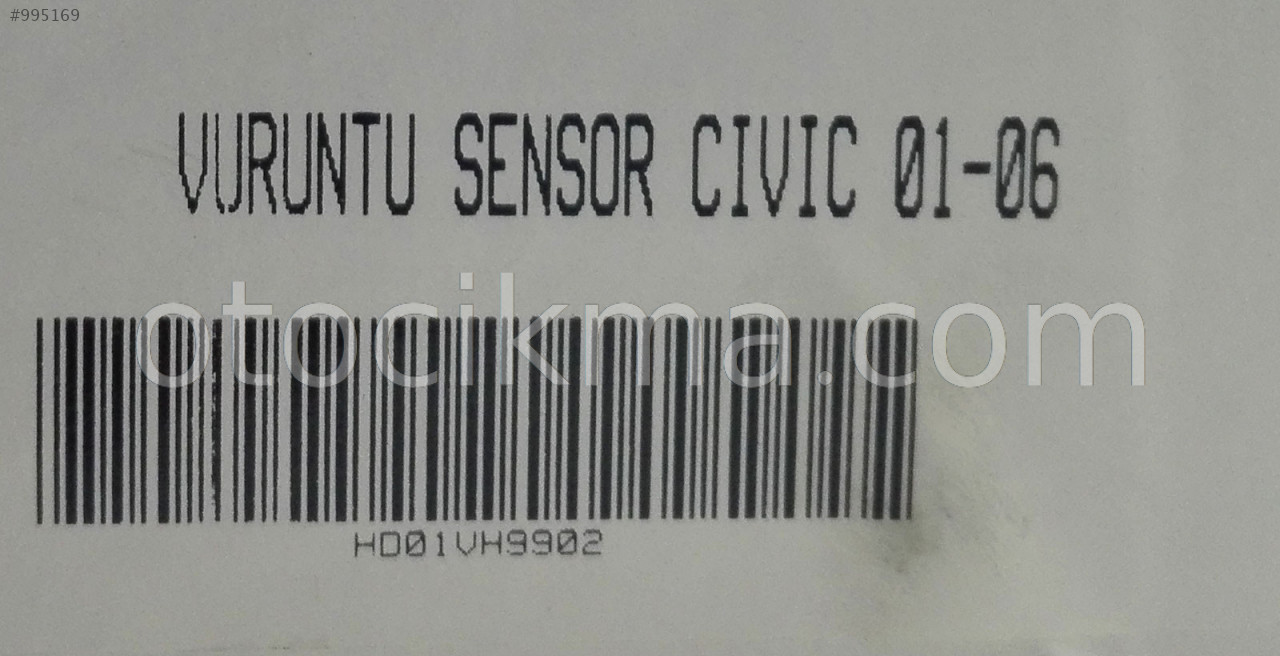 #995169
VURUNTU SENSOR CIVIC 01-06
otocikma.com
HD01VH9902